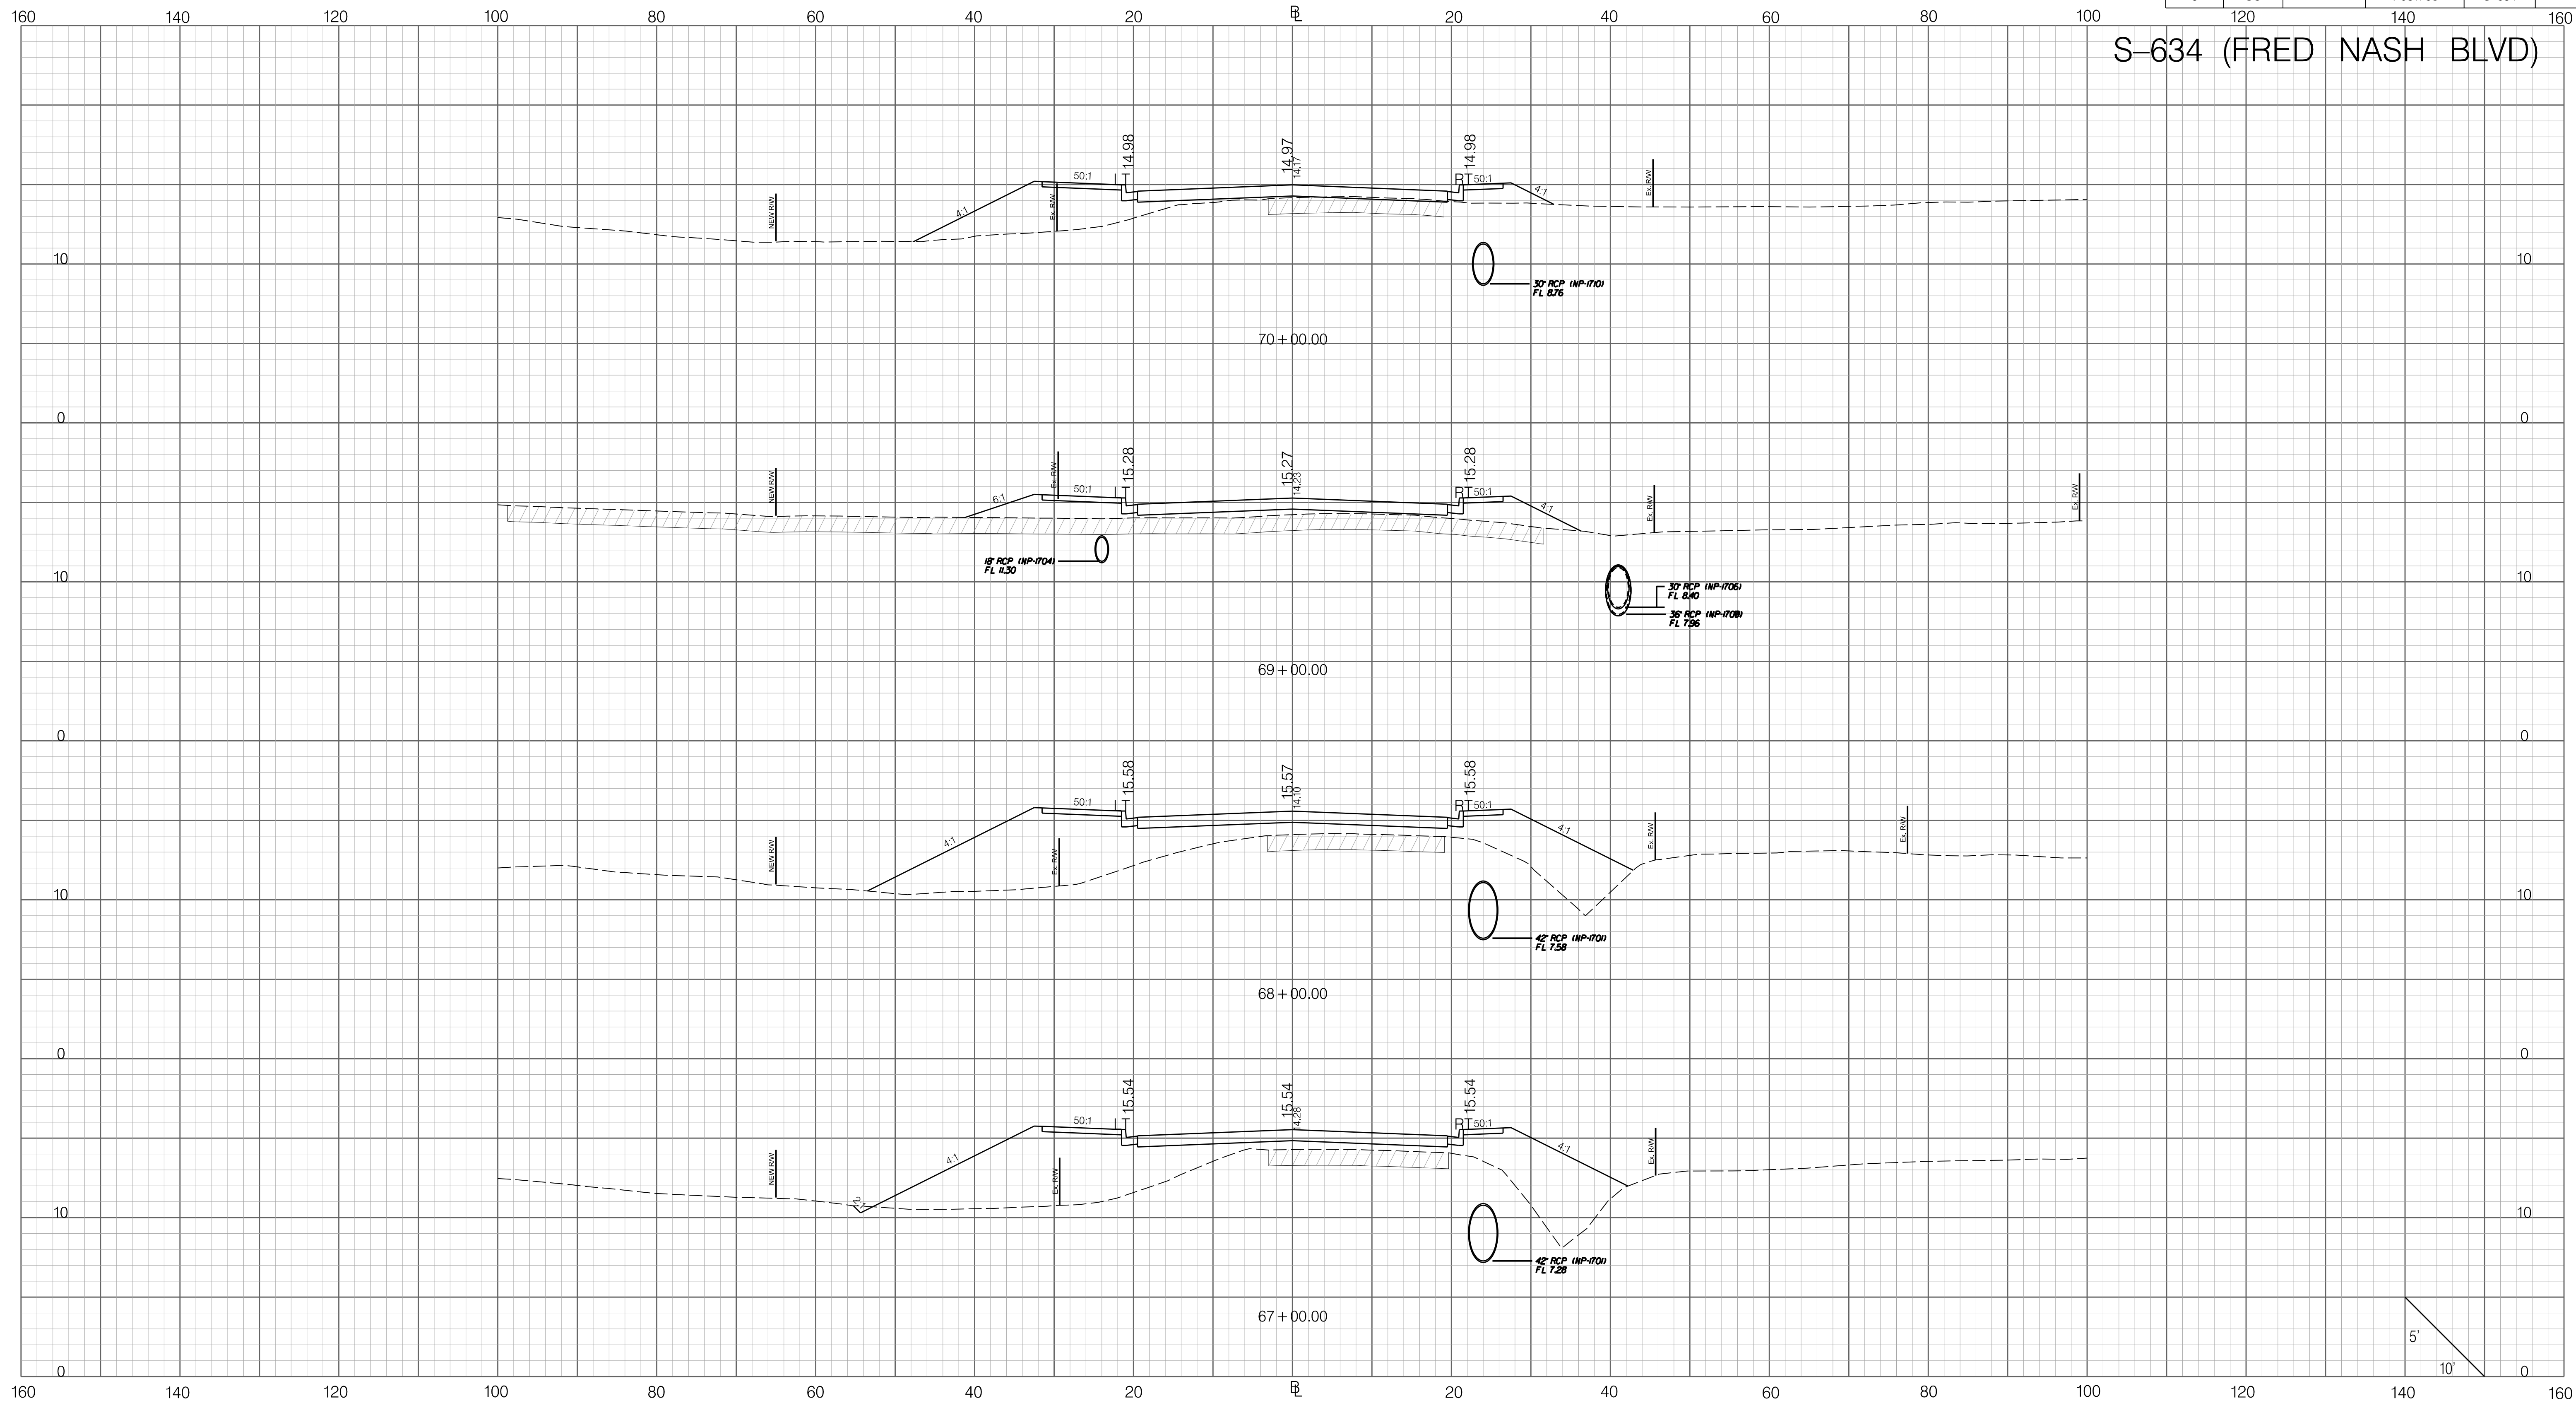 160 140 120 100 80 60 40 20 BL 20 40 60 80 100 120 140 160
S-634 (FRED NASH BLVD)
14.98 14.97 14.17 14.98
NEW R/W 4:1 Ex. R/W 50:1 LT RT 50:1 4:1 Ex. R/W
10 10
30" RCP (NP-1710)
FL 8.76
70+00.00
0 0
15.28 15.27 14.23 15.28
NEW R/W 6:1 Ex. R/W 50:1 LT RT 50:1 4:1 Ex. R/W Ex. R/W
18" RCP (NP-1704)
FL 11.30
10 10
30" RCP (NP-1706)
FL 8.40
36" RCP (NP-1708)
FL 7.96
69+00.00
0 0
15.58 15.57 14.10 15.58
NEW R/W 4:1 Ex. R/W 50:1 LT RT 50:1 4:1 Ex. R/W Ex. R/W
10 10
42" RCP (NP-1701)
FL 7.58
68+00.00
0 0
15.54 15.54 14.28 15.54
NEW R/W 2:1 4:1 Ex. R/W 50:1 LT RT 50:1 4:1 Ex. R/W
10 10
42" RCP (NP-1701)
FL 7.28
67+00.00
5'
10'
0 0
160 140 120 100 80 60 40 20 BL 20 40 60 80 100 120 140 160